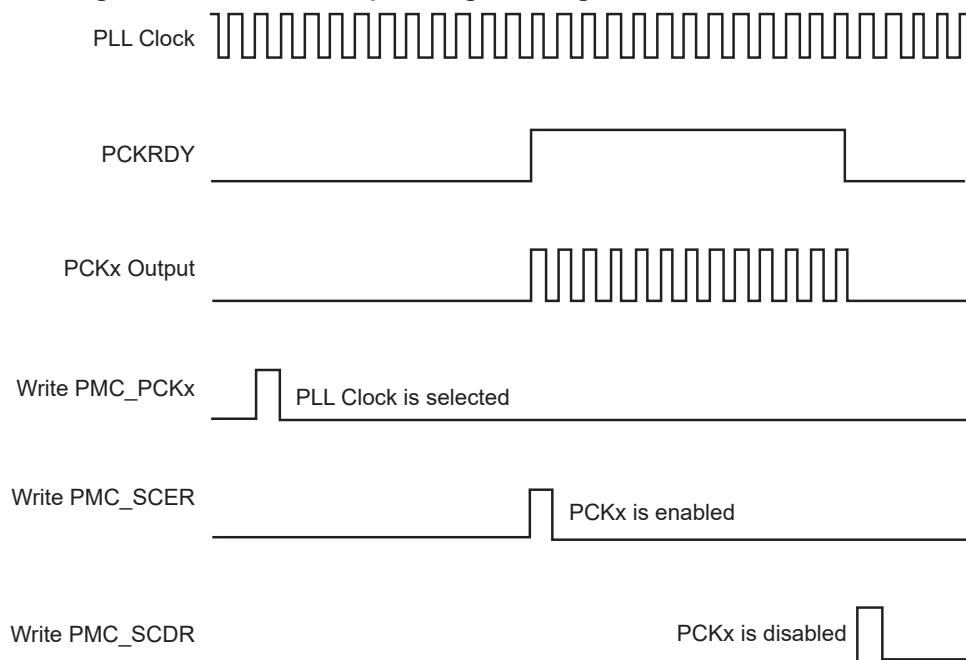 PLL Clock
PCKRDY
PCKx Output
Write PMC_PCKx
PLL Clock is selected
Write PMC_SCER
PCKx is enabled
Write PMC_SCDR
PCKx is disabled